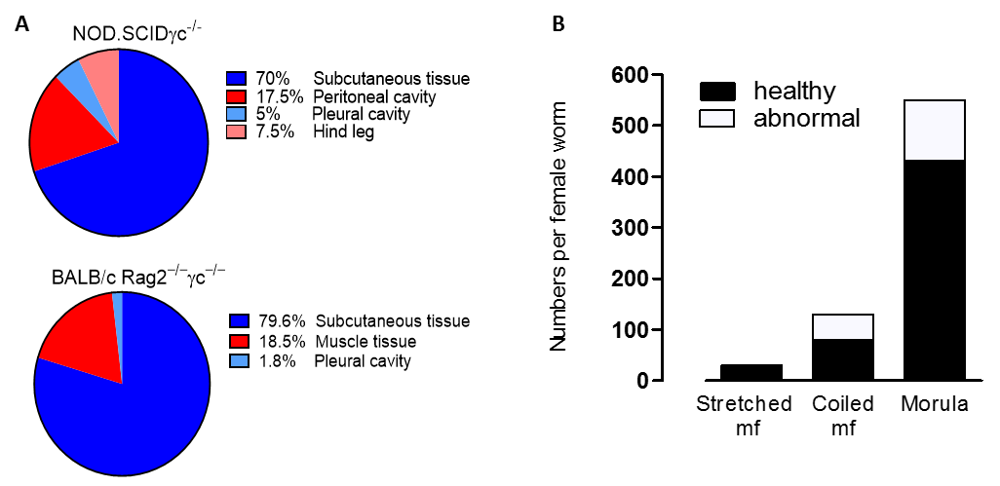 A
NOD.SCIDγc-/-
70% Subcutaneous tissue
17.5% Peritoneal cavity
5% Pleural cavity
7.5% Hind leg
BALB/c Rag2−/−γc−/−
79.6% Subcutaneous tissue
18.5% Muscle tissue
1.8% Pleural cavity
B
Numbers per female worm
600
500
400
300
200
100
0
healthy
abnormal
Stretched mf
Coiled mf
Morula